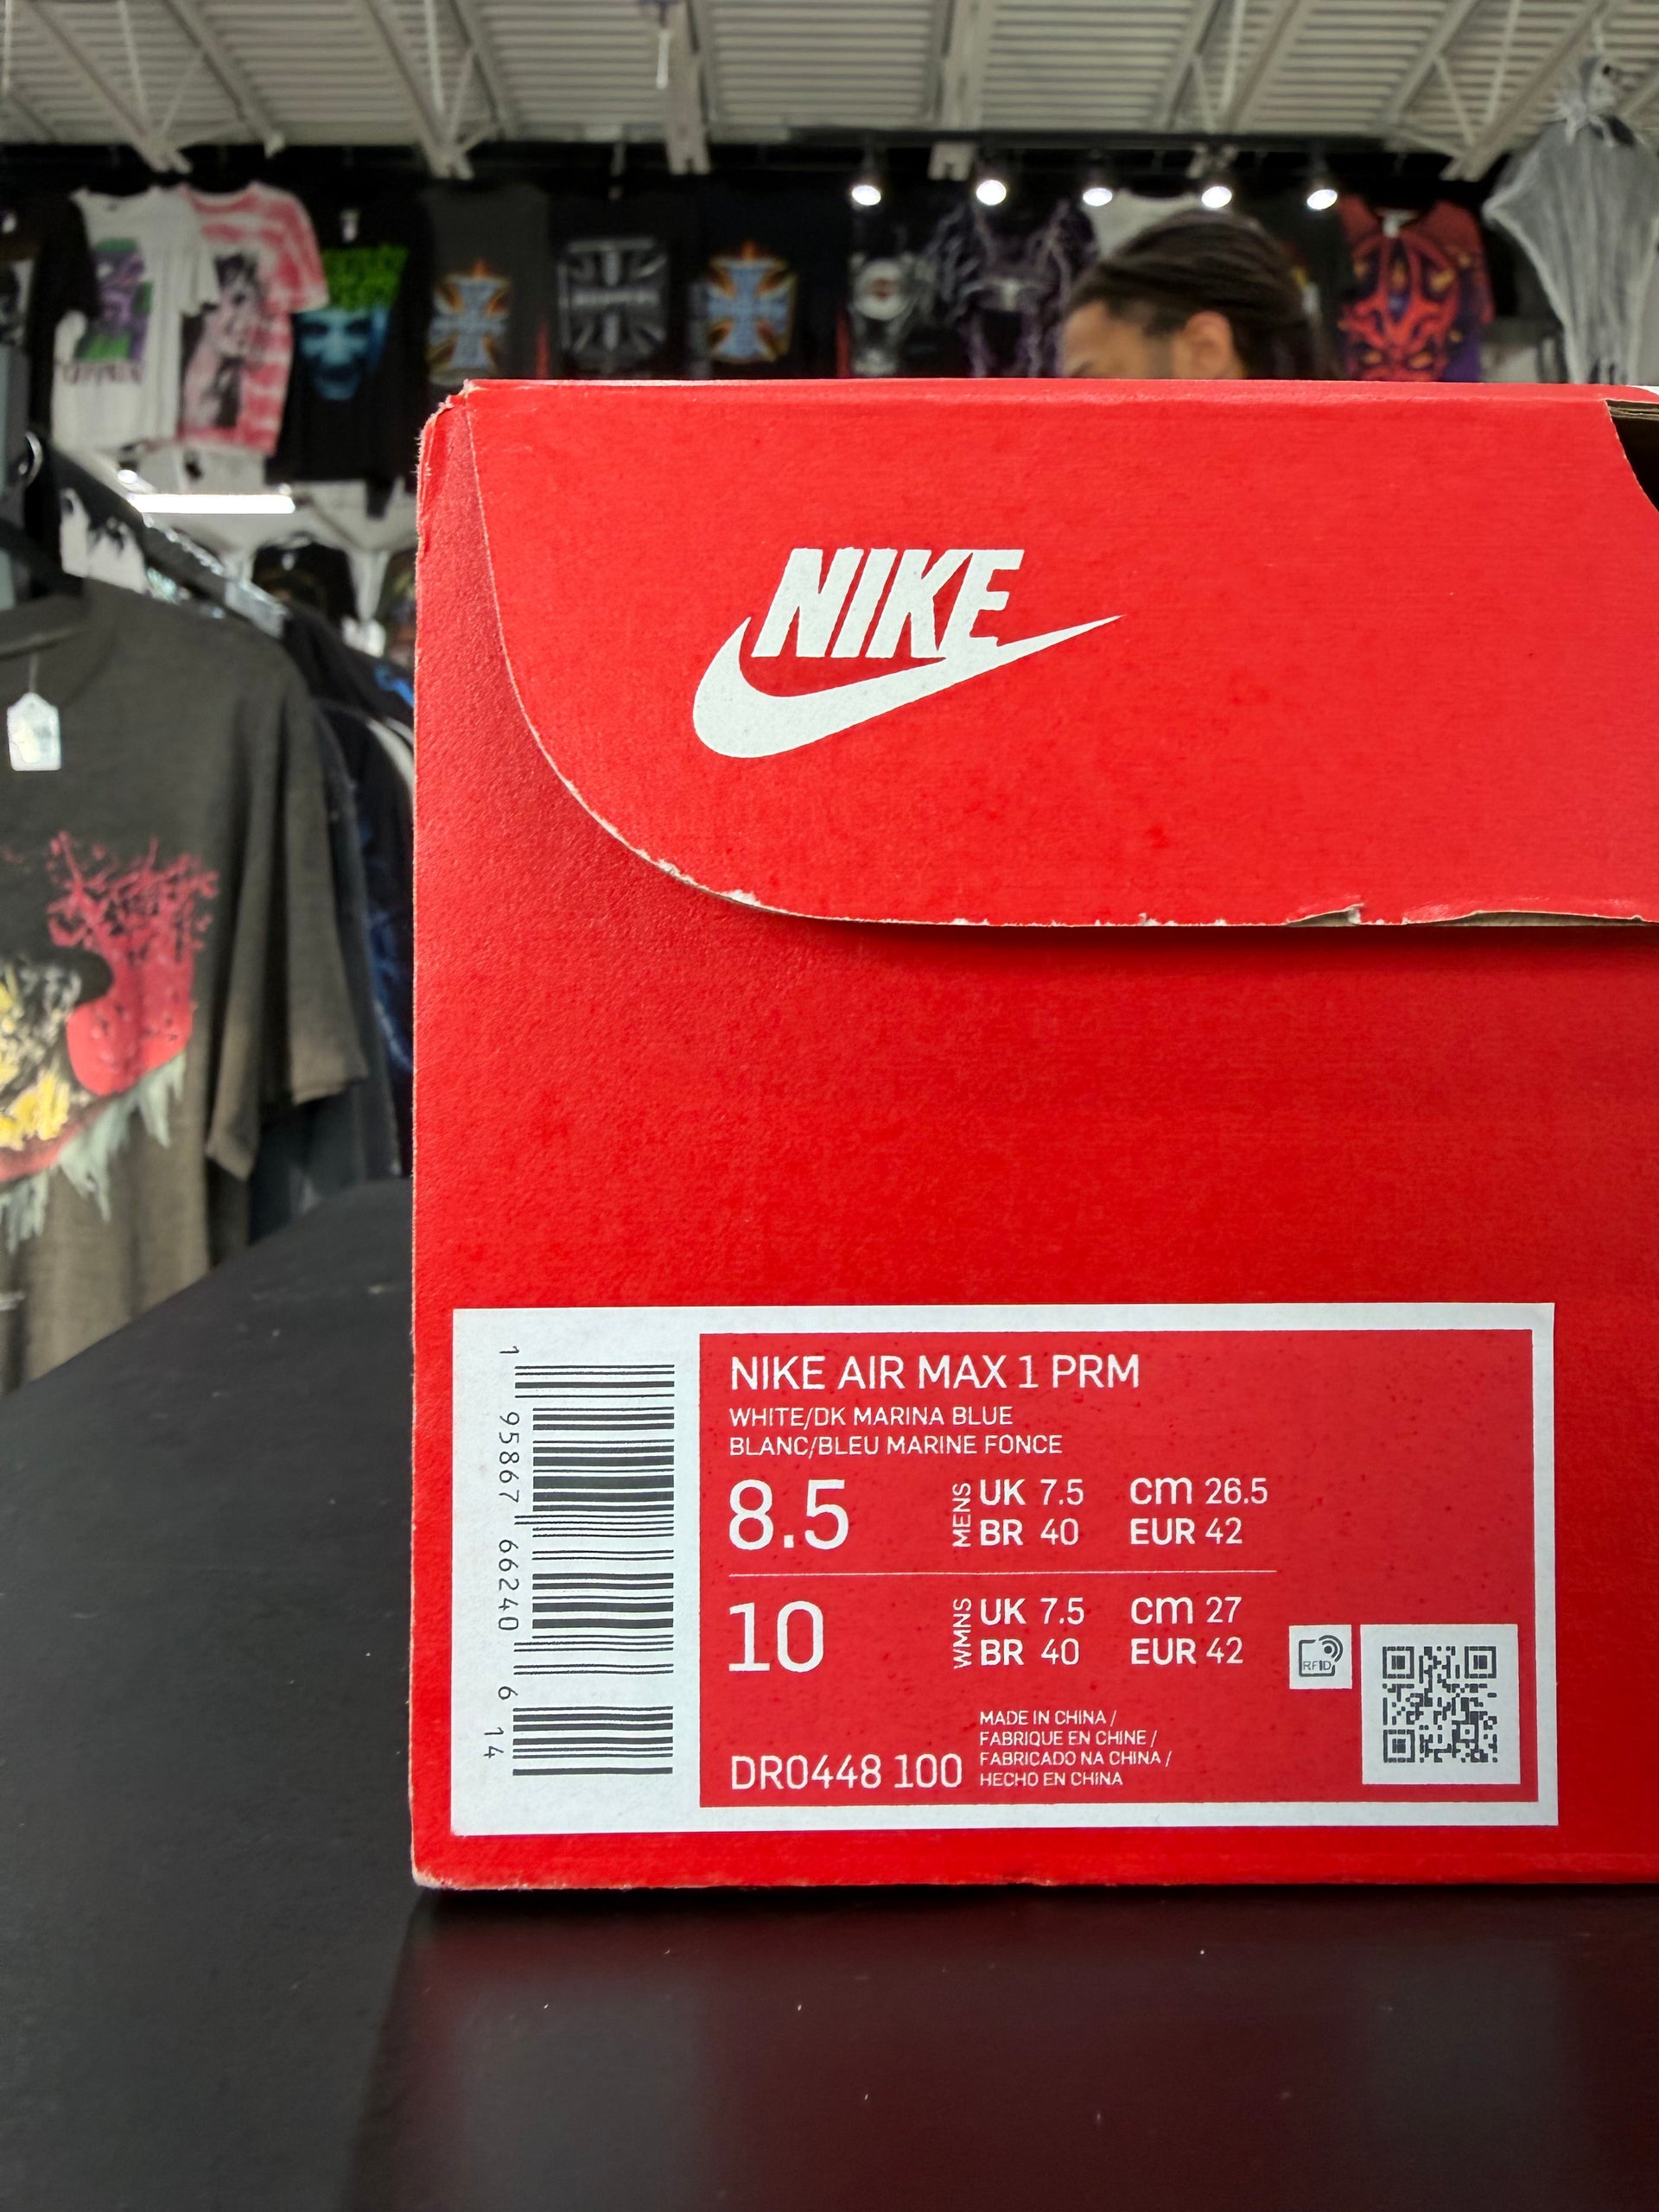 NIKE
NIKE AIR MAX 1 PRM
WHITE/DK MARINA BLUE
BLANC/BLEU MARINE FONCE
8.5 MENS UK 7.5 cm 26.5
BR 40 EUR 42
10 WMNS UK 7.5 cm 27
BR 40 EUR 42
RFID
MADE IN CHINA /
FABRIQUE EN CHINE /
FABRICADO NA CHINA /
HECHO EN CHINA
DR0448 100
1 95867 66240 6 14